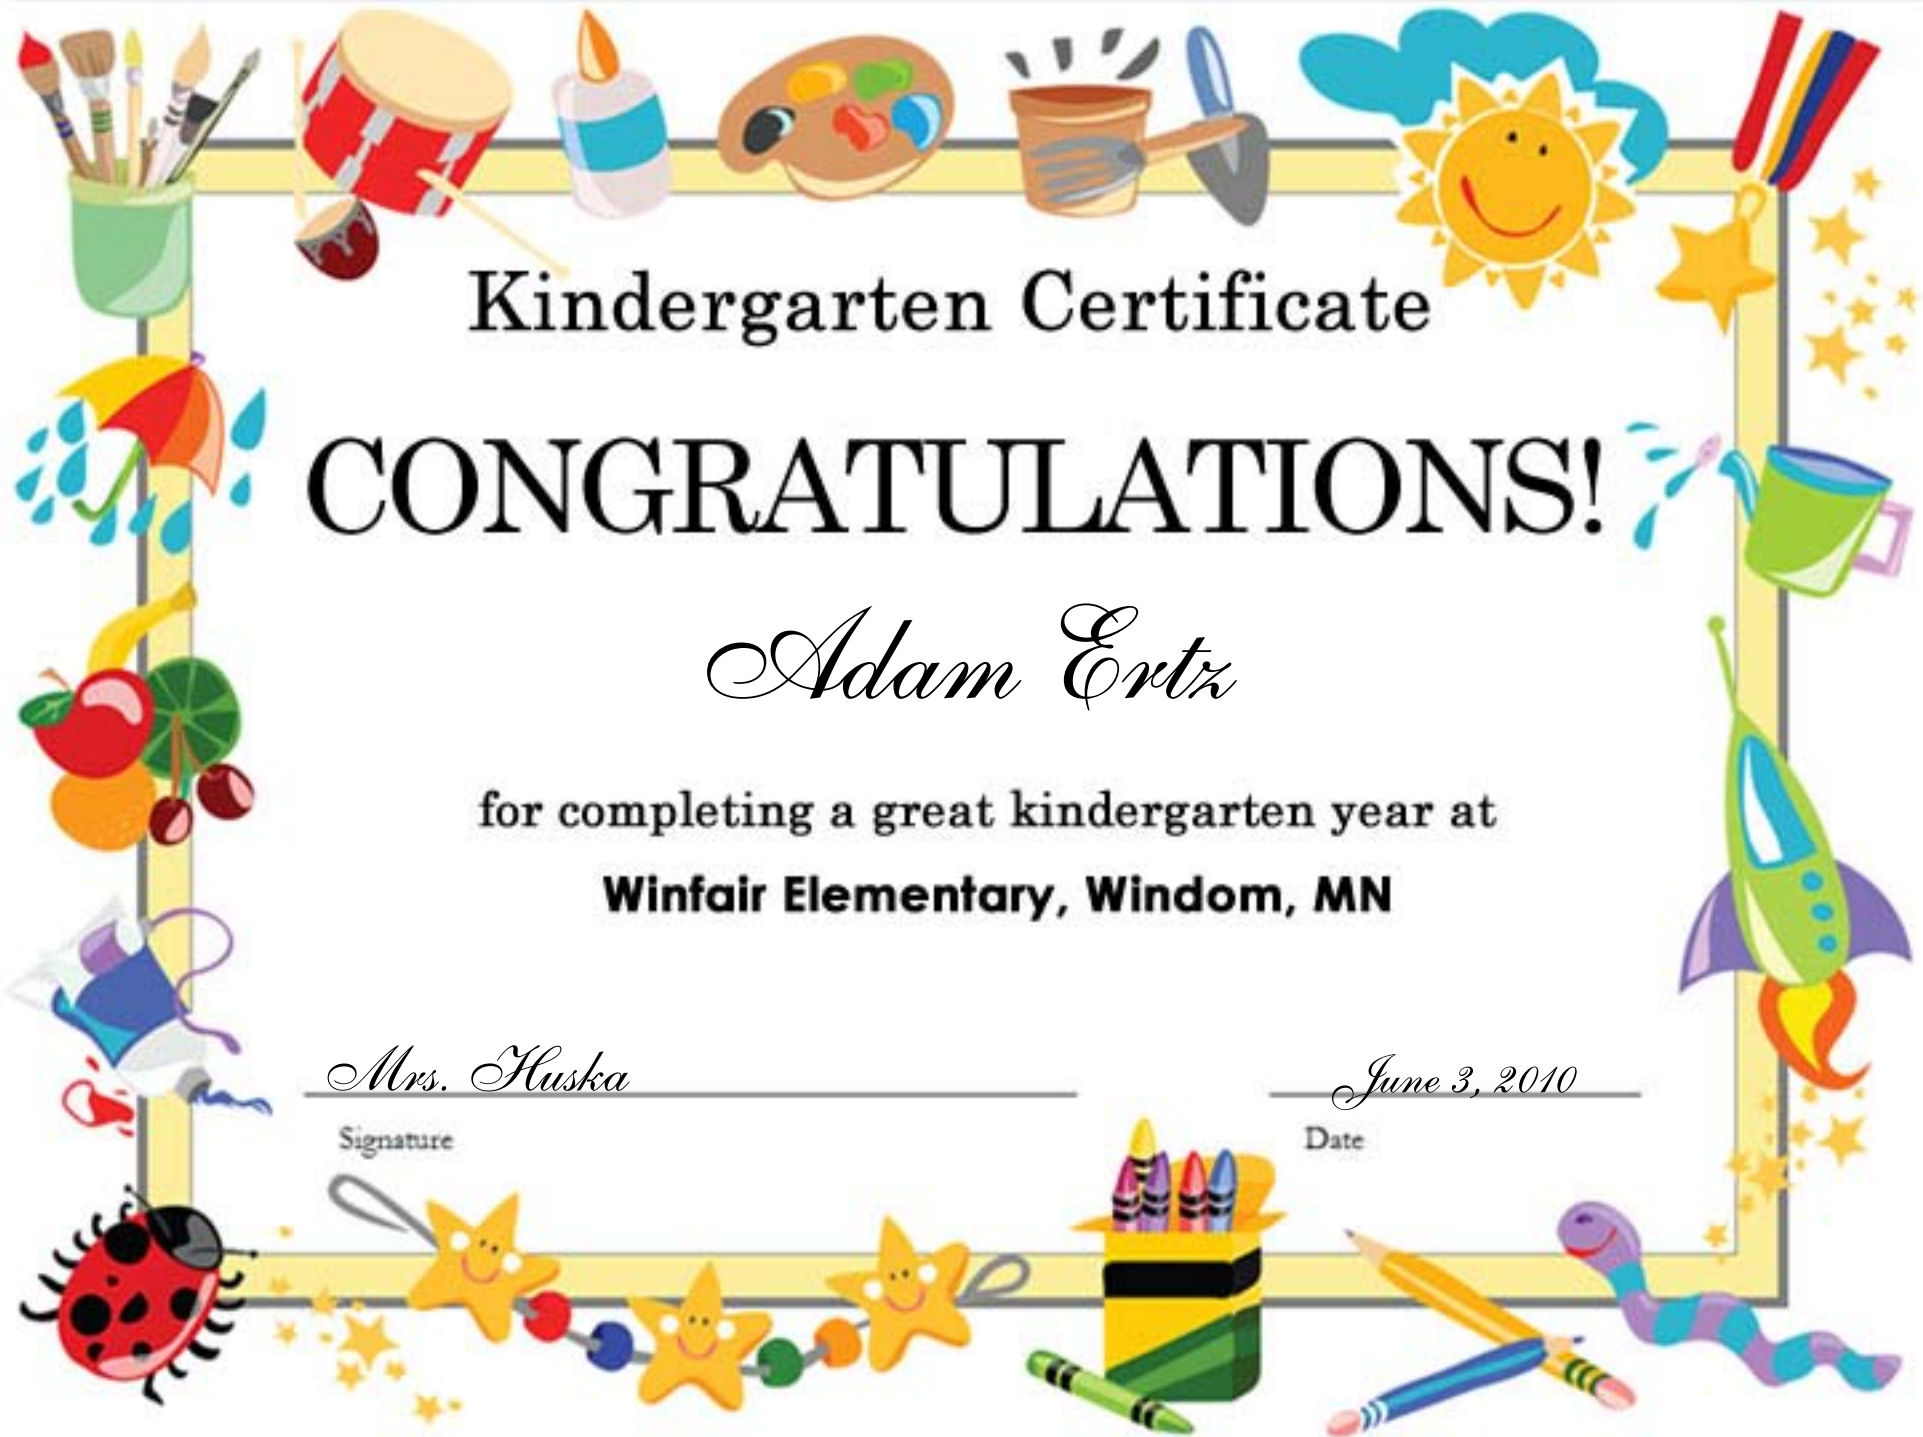 Kindergarten Certificate
CONGRATULATIONS!
Adam Ertz
for completing a great kindergarten year at
Winfair Elementary, Windom, MN
Mrs. Huska June 3, 2010
Signature Date